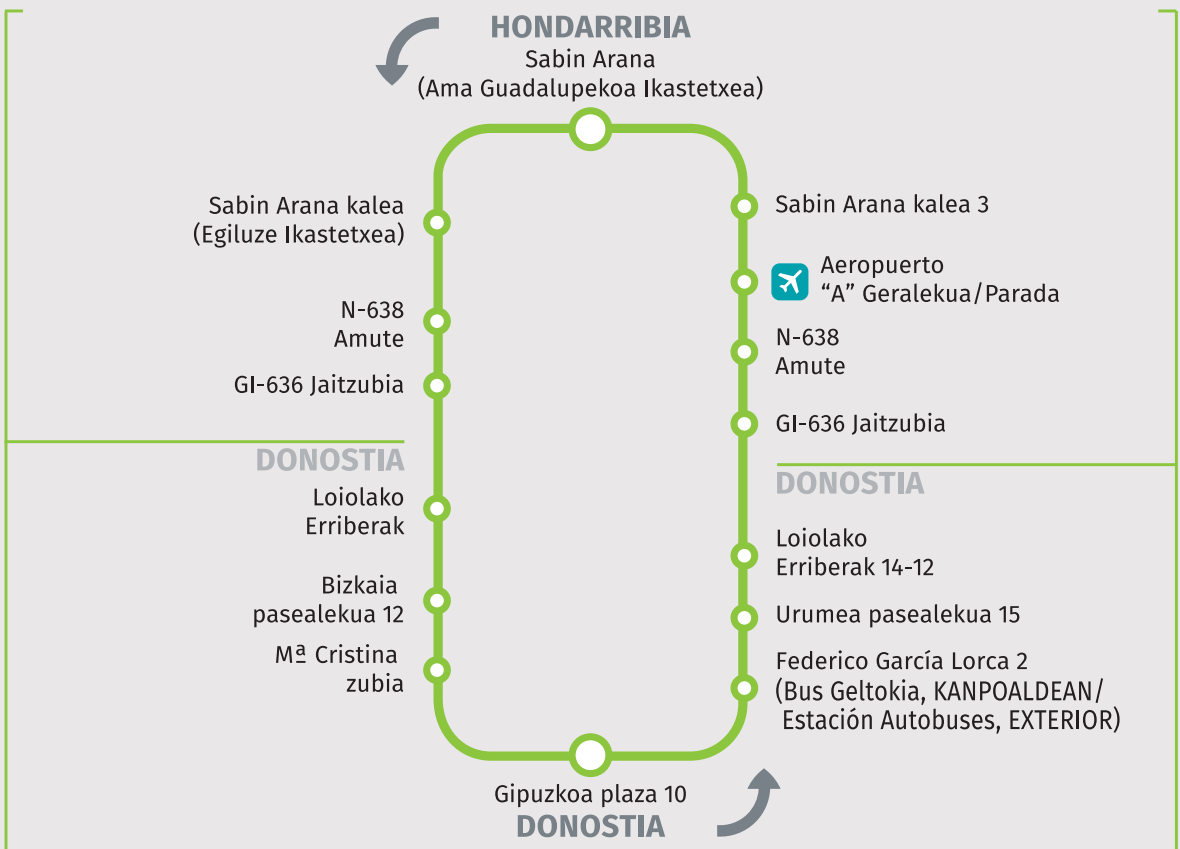 HONDARRIBIA
Sabin Arana
(Ama Guadalupekoa Ikastetxea)
Sabin Arana kalea
(Egiluze Ikastetxea)
N-638
Amute
GI-636 Jaitzubia
DONOSTIA
Loiolako
Erriberak
Bizkaia
pasealekua 12
Mª Cristina
zubia
Sabin Arana kalea 3
Aeropuerto
“A” Geralekua/Parada
N-638
Amute
GI-636 Jaitzubia
DONOSTIA
Loiolako
Erriberak 14-12
Urumea pasealekua 15
Federico García Lorca 2
(Bus Geltokia, KANPOALDEAN/
Estación Autobuses, EXTERIOR)
Gipuzkoa plaza 10
DONOSTIA